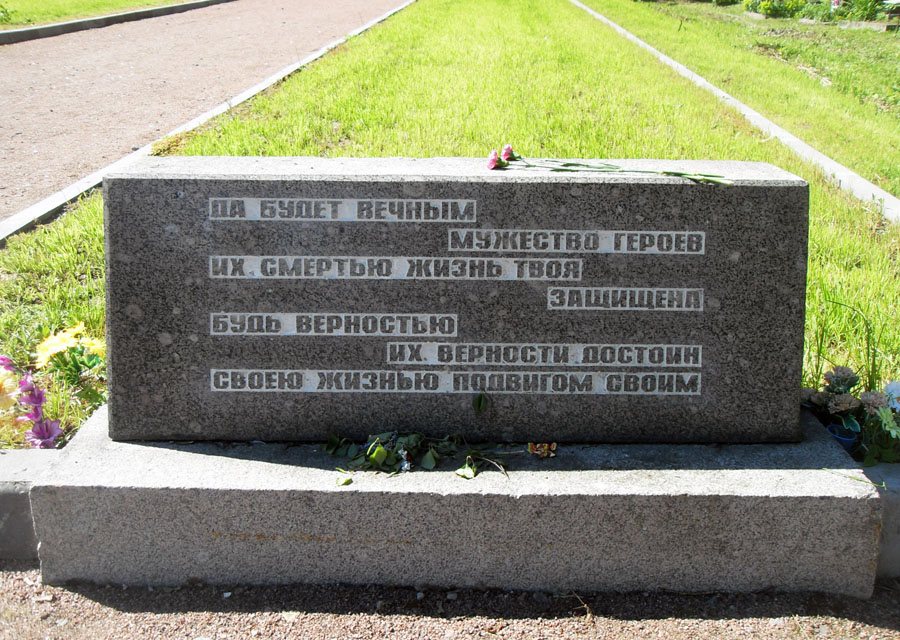 ДА БУДЕТ ВЕЧНЫМ
МУЖЕСТВО ГЕРОЕВ
ИХ СМЕРТЬЮ ЖИЗНЬ ТВОЯ
ЗАЩИЩЕНА
БУДЬ ВЕРНОСТЬЮ
ИХ ВЕРНОСТИ ДОСТОИН
СВОЕЮ ЖИЗНЬЮ ПОДВИГОМ СВОИМ